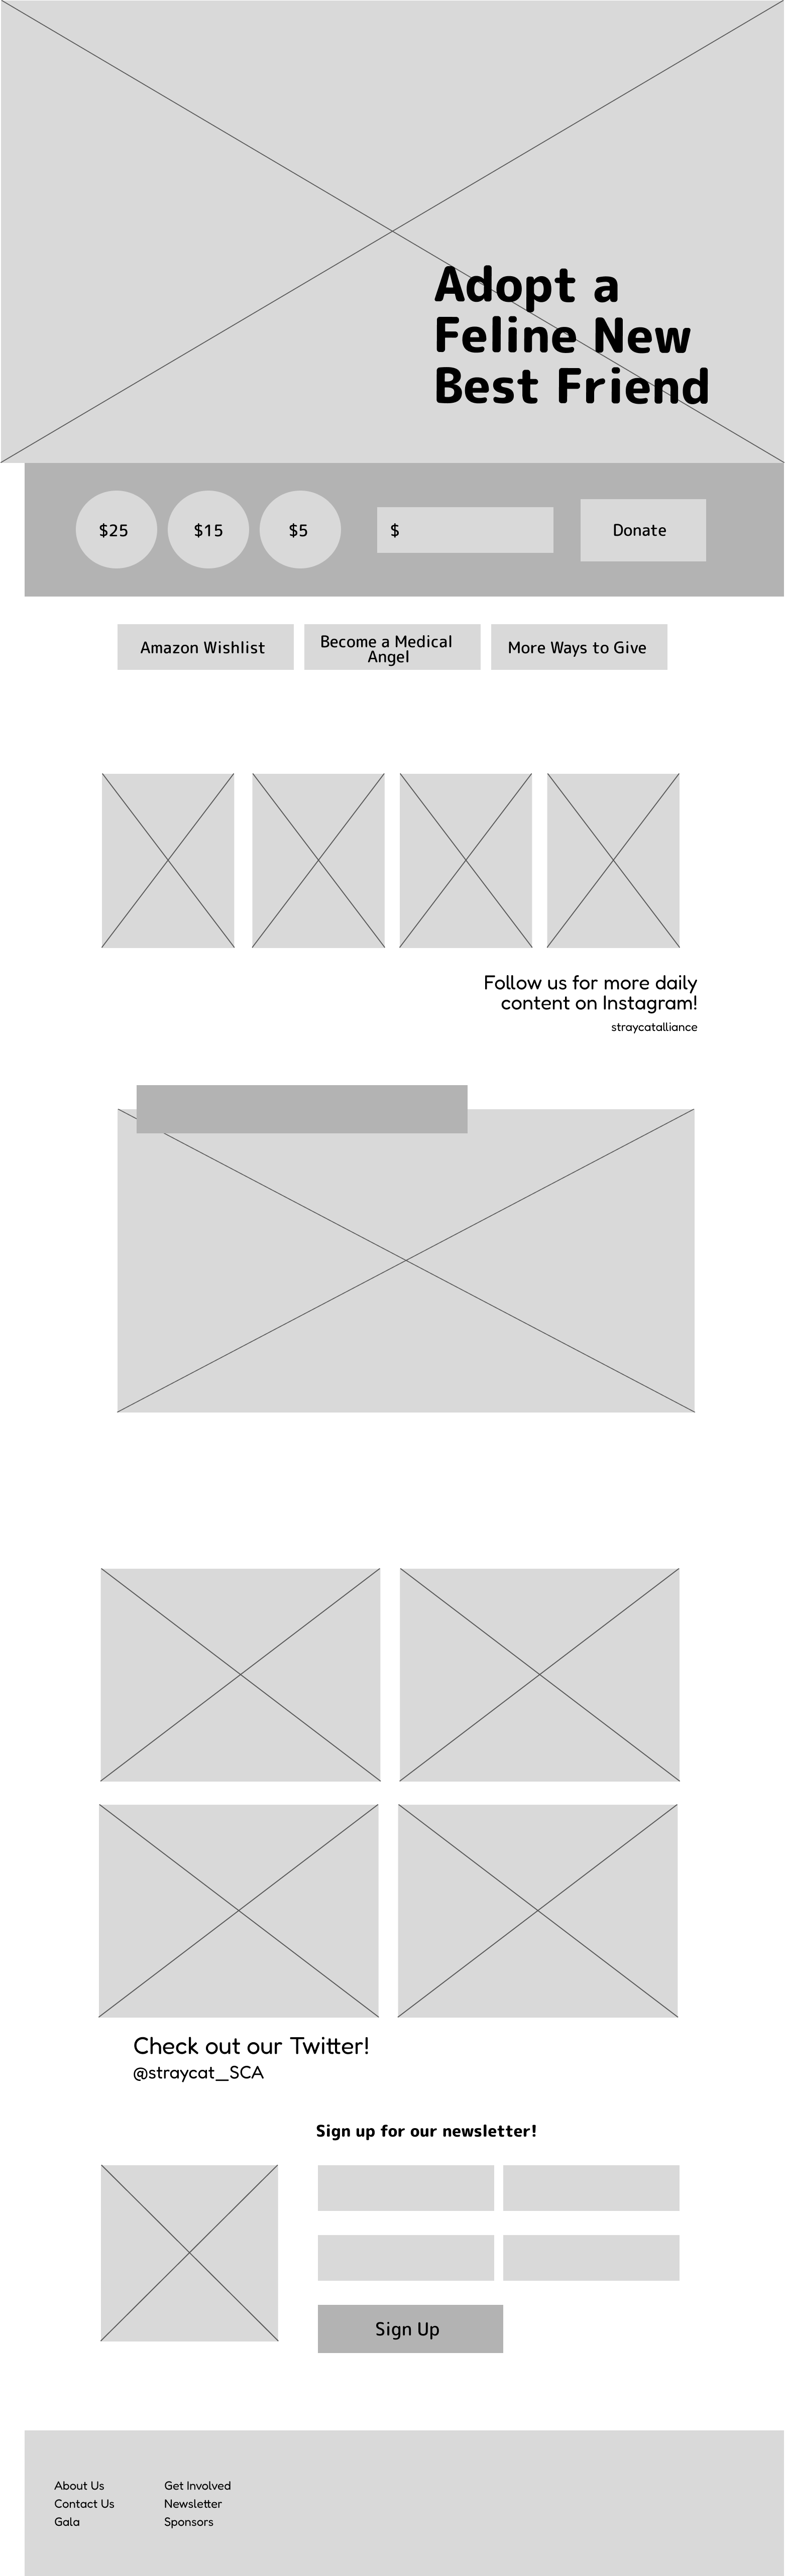 Adopt a
Feline New
Best Friend
$25
$15
$5
$
Donate
Amazon Wishlist
Become a Medical
Angel
More Ways to Give
Follow us for more daily
content on Instagram!
straycatalliance
Check out our Twitter!
@straycat_SCA
Sign up for our newsletter!
Sign Up
About Us
Contact Us
Gala
Get Involved
Newsletter
Sponsors